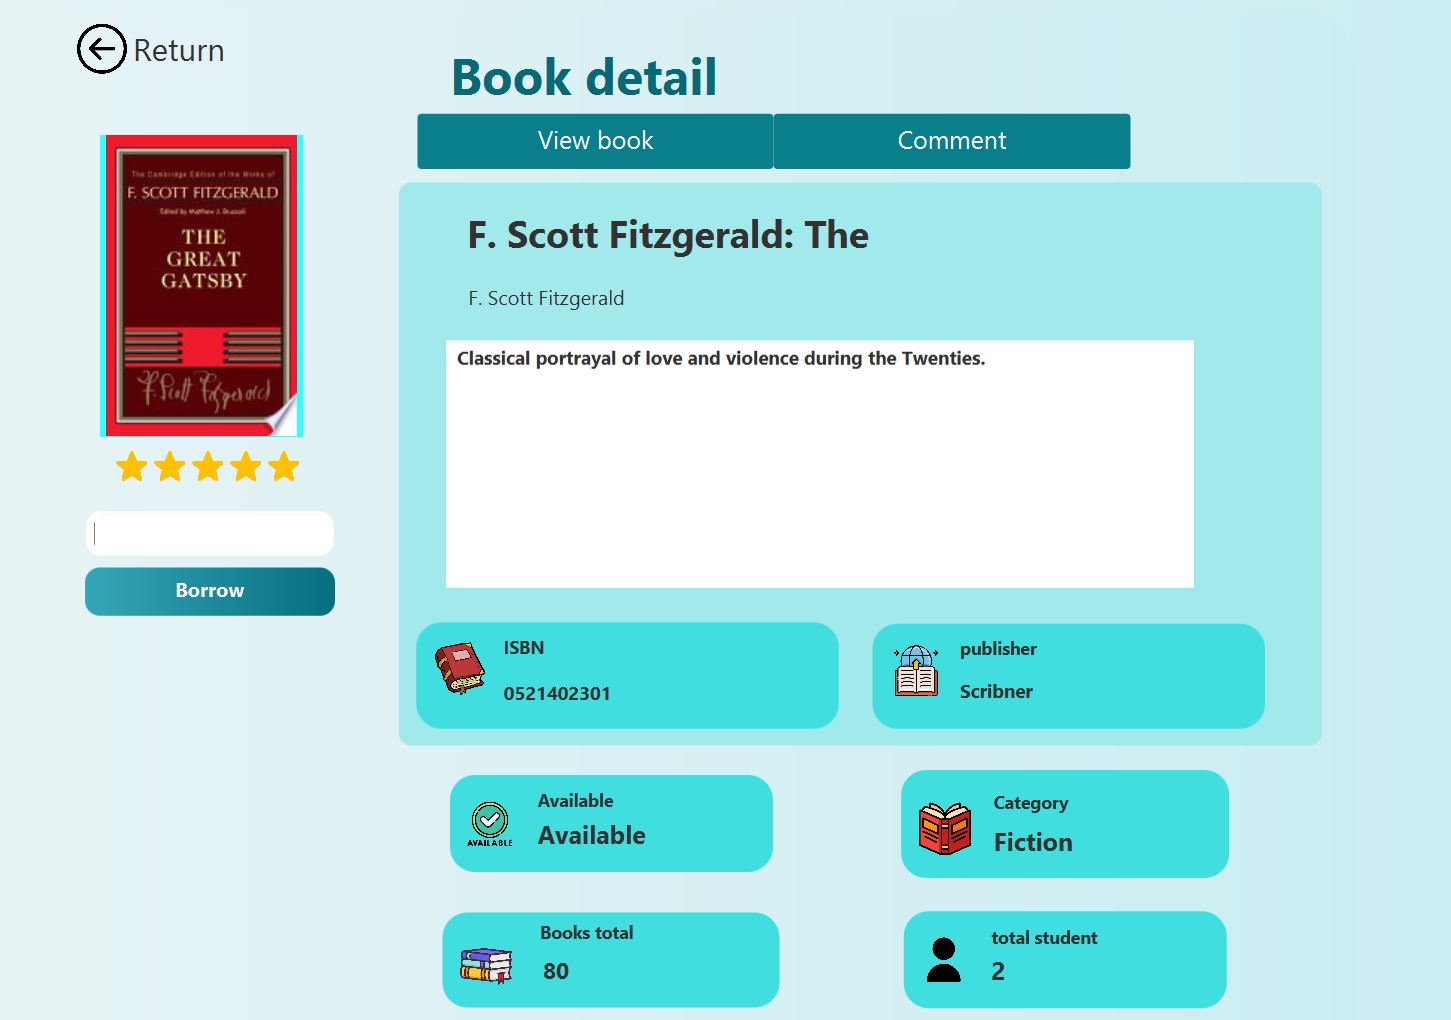 Return
Book detail
View book
Comment
The Cambridge Edition of the Works of
F. SCOTT FITZGERALD
Edited by Matthew J. Bruccoli
THE
GREAT
GATSBY
F. Scott Fitzgerald
Borrow
F. Scott Fitzgerald: The
F. Scott Fitzgerald
Classical portrayal of love and violence during the Twenties.
ISBN
0521402301
publisher
Scribner
Available
Available
AVAILABLE
Category
Fiction
Books total
80
total student
2